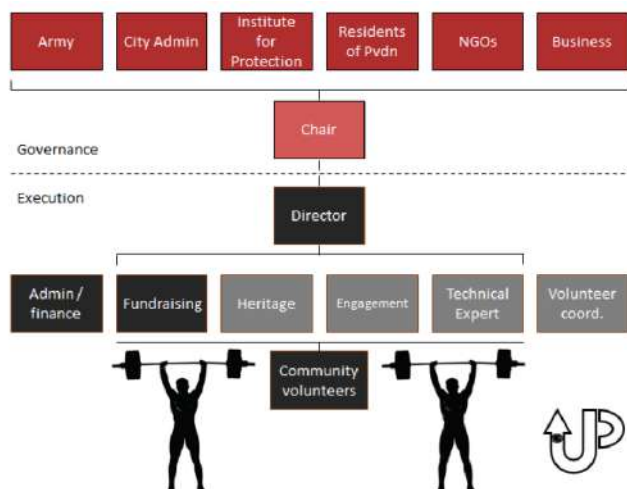 Army
City Admin
Institute
for
Protection
Residents
of Pvdn
NGOs
Business
Chair
Governance
Execution
Director
Admin /
finance
Fundraising
Heritage
Engagement
Technical
Expert
Volunteer
coord.
Community
volunteers